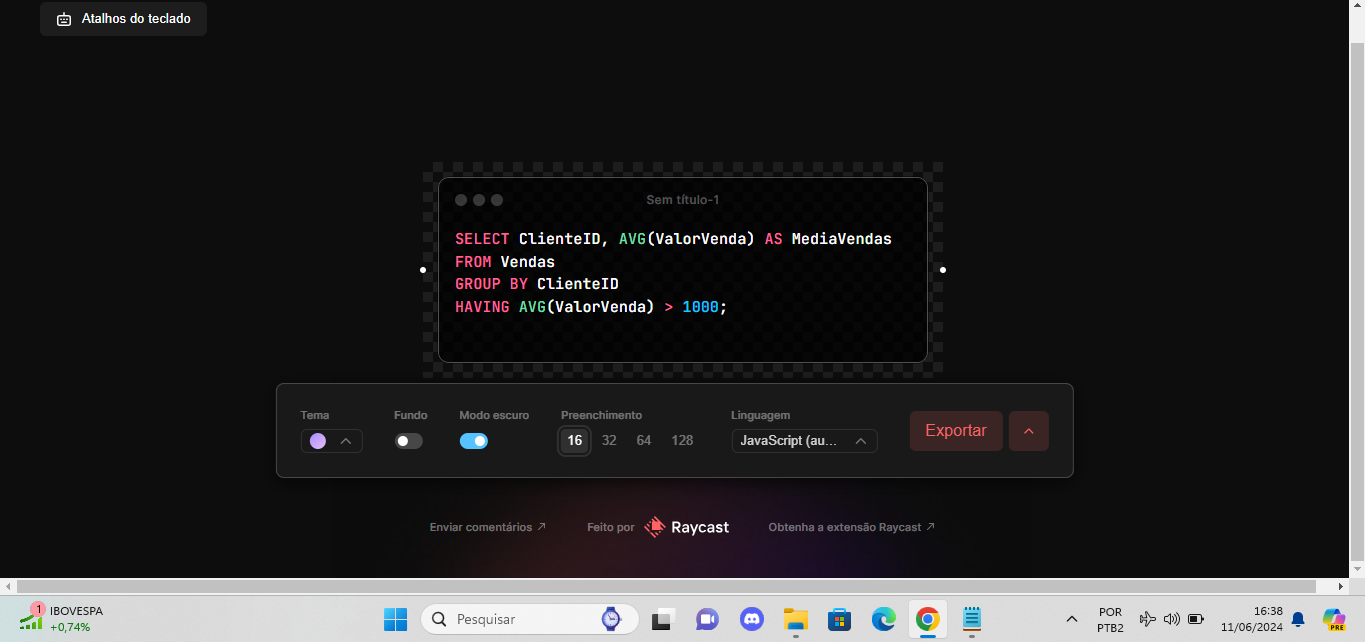 Atalhos do teclado
Sem título-1
SELECT ClienteID, AVG(ValorVenda) AS MediaVendas
FROM Vendas
GROUP BY ClienteID
HAVING AVG(ValorVenda) > 1000;
Tema Fundo Modo escuro Preenchimento Linguagem
16 32 64 128 JavaScript (au... Exportar
Enviar comentários ↗ Feito por Raycast Obtenha a extensão Raycast ↗
1 IBOVESPA
+0,74%
Pesquisar
POR
PTB2
16:38
11/06/2024
PRE